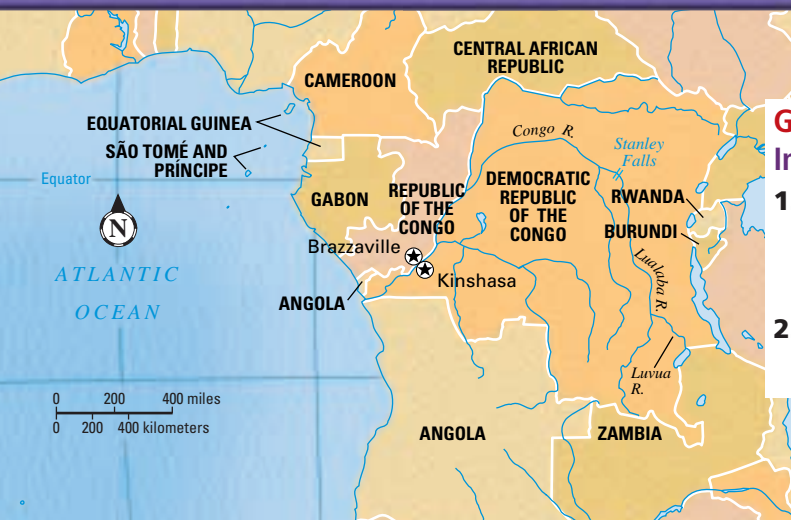 CENTRAL AFRICAN
REPUBLIC
CAMEROON
EQUATORIAL GUINEA
SÃO TOMÉ AND
PRÍNCIPE
Equator
N
ATLANTIC
OCEAN
GABON
REPUBLIC
OF THE
CONGO
Congo R.
Stanley
Falls
DEMOCRATIC
REPUBLIC
OF THE
CONGO
RWANDA
BURUNDI
Brazzaville
Kinshasa
ANGOLA
Lualaba R.
Luvua
R.
0 200 400 miles
0 200 400 kilometers
ANGOLA
ZAMBIA
G
In
1
2